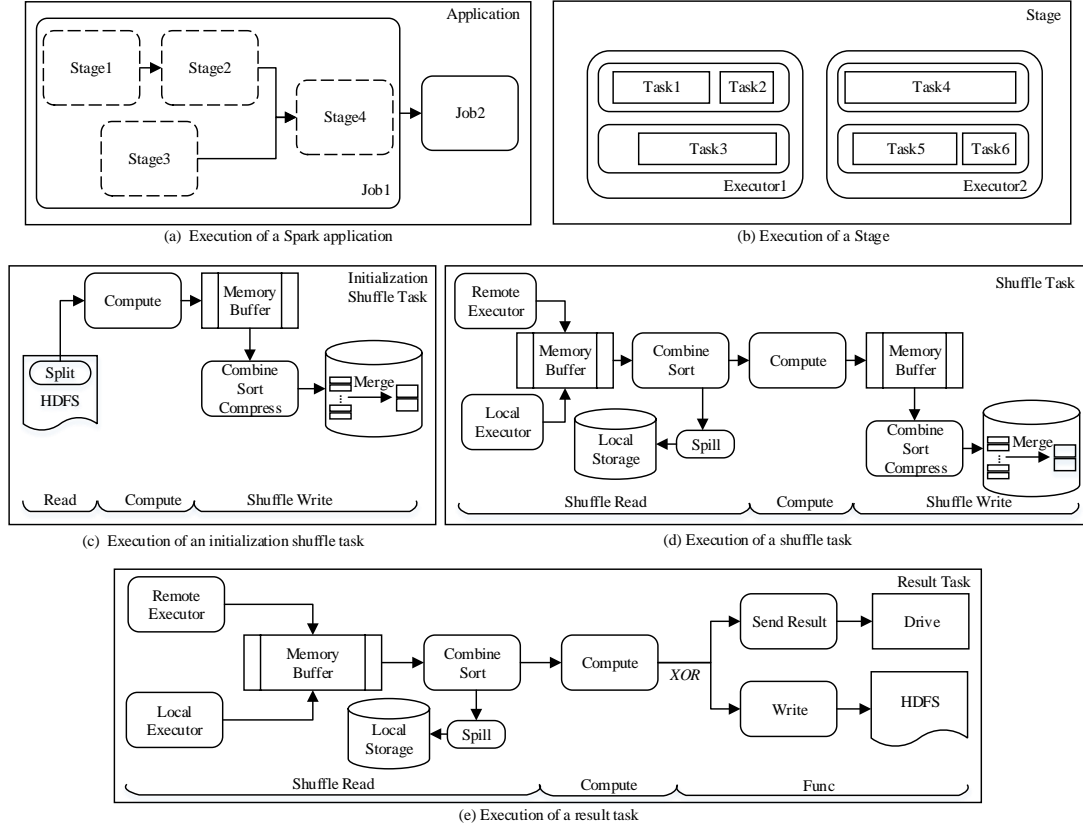 Application
Stage1
Stage2
Stage3
Stage4
Job1
Job2
(a) Execution of a Spark application
Stage
Task1
Task2
Task3
Executor1
Task4
Task5
Task6
Executor2
(b) Execution of a Stage
Initialization
Shuffle Task
Split
HDFS
Compute
Memory
Buffer
Combine
Sort
Compress
Merge
Read
Compute
Shuffle Write
(c) Execution of an initialization shuffle task
Shuffle Task
Remote
Executor
Local
Executor
Memory
Buffer
Combine
Sort
Spill
Local
Storage
Compute
Memory
Buffer
Combine
Sort
Compress
Merge
Shuffle Read
Compute
Shuffle Write
(d) Execution of a shuffle task
Result Task
Remote
Executor
Local
Executor
Memory
Buffer
Combine
Sort
Spill
Local
Storage
Compute
XOR
Send Result
Drive
Write
HDFS
Shuffle Read
Compute
Func
(e) Execution of a result task